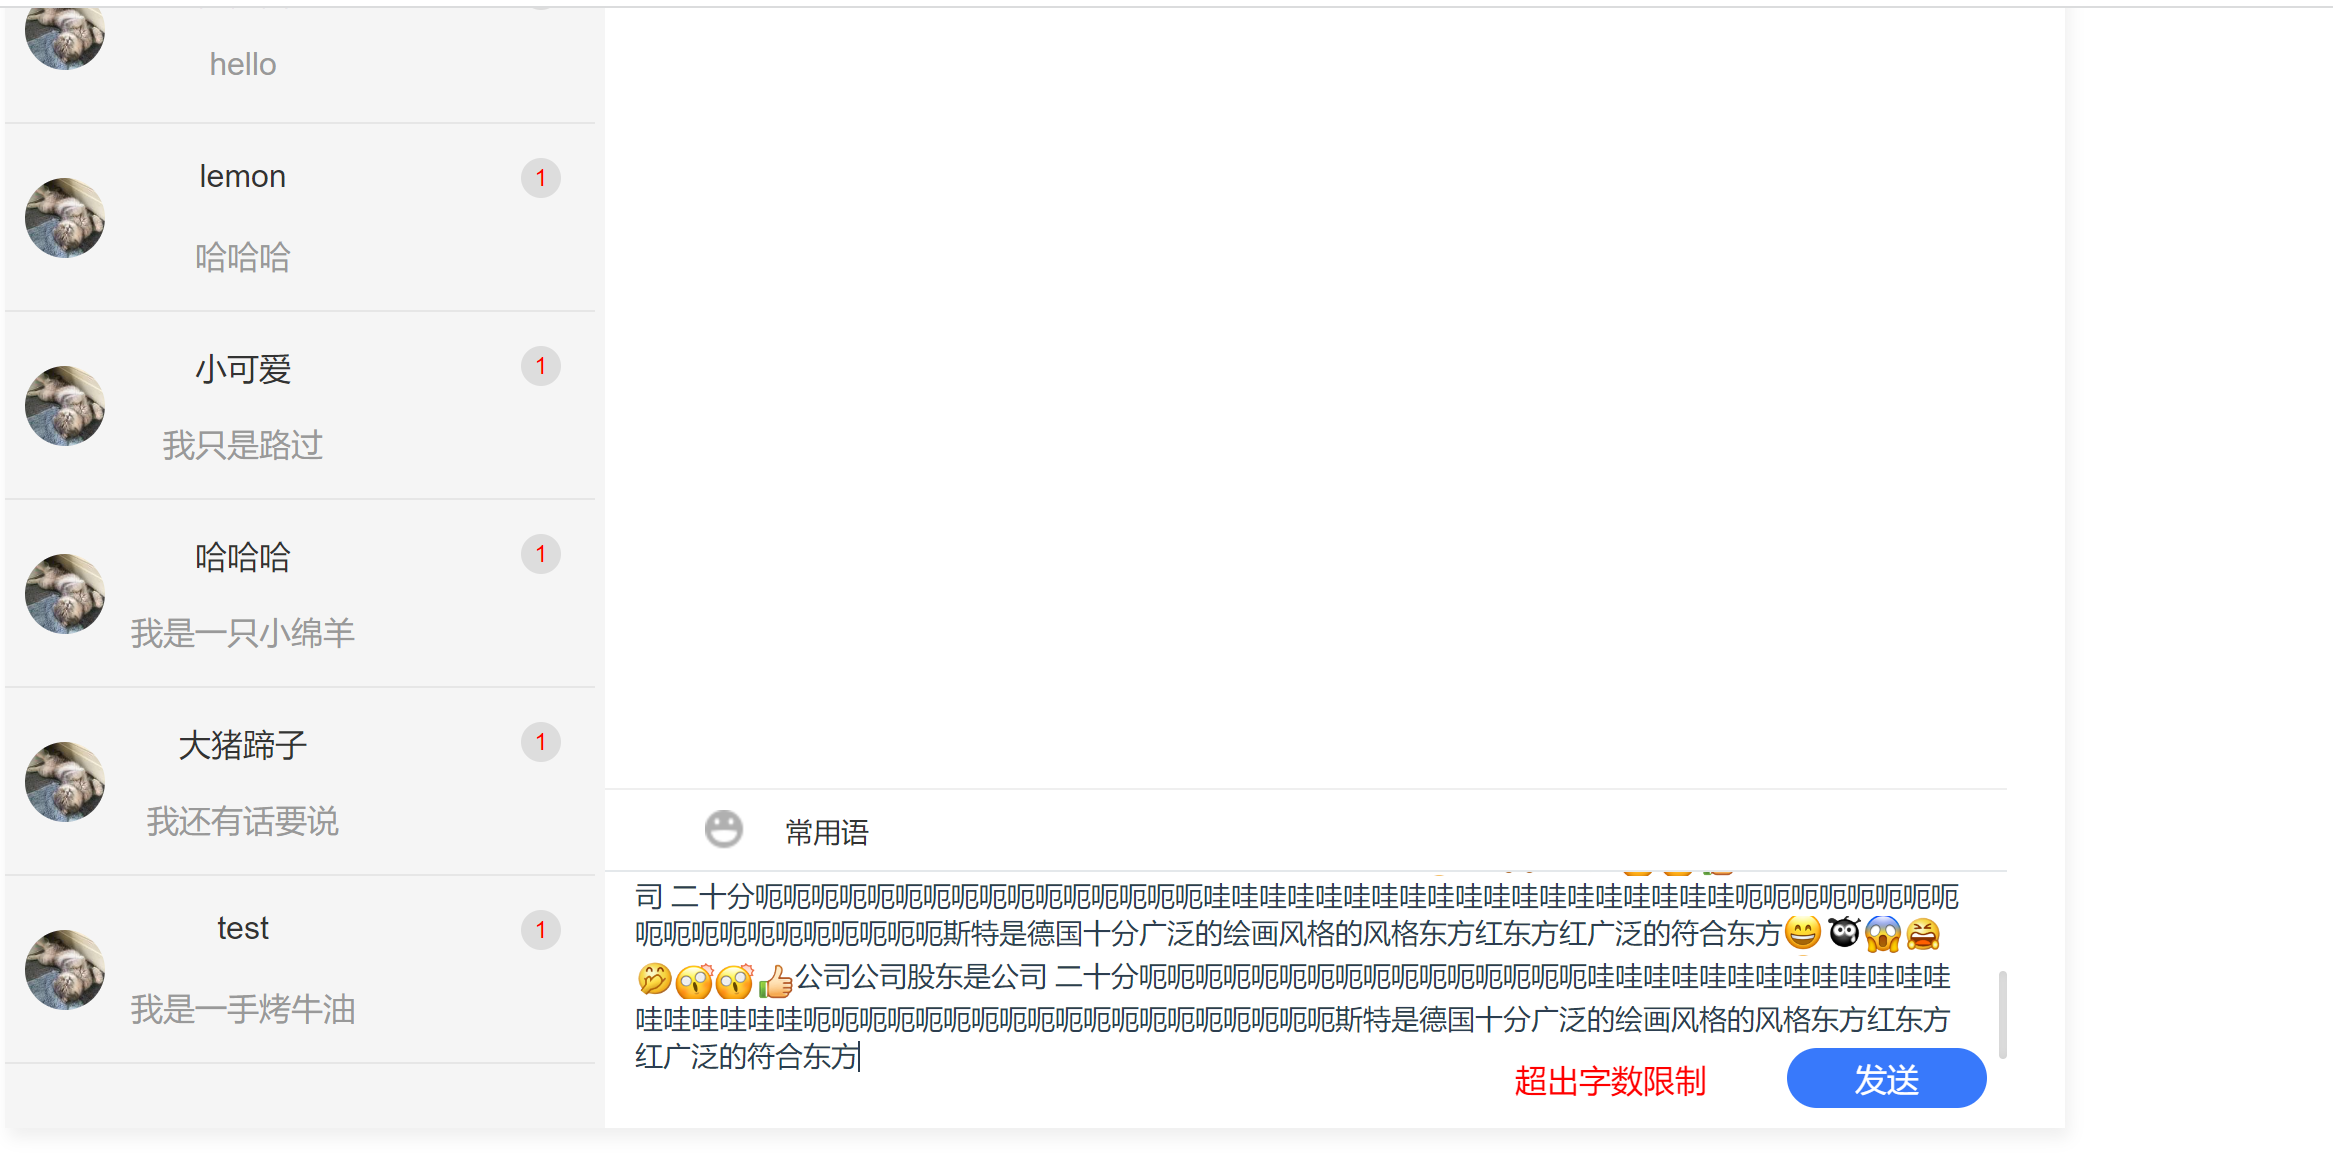 hello
lemon
1
哈哈哈
小可爱
1
我只是路过
哈哈哈
1
我是一只小绵羊
大猪蹄子
1
我还有话要说
test
1
我是一手烤牛油
常用语
司 二十分呃呃呃呃呃呃呃呃呃呃呃呃呃呃呃呃哇哇哇哇哇哇哇哇哇哇哇哇哇哇哇哇哇哇哇呃呃呃呃呃呃呃呃
呃呃呃呃呃呃呃呃呃呃呃斯特是德国十分广泛的绘画风格的风格东方红东方红广泛的符合东方
公司公司股东是公司 二十分呃呃呃呃呃呃呃呃呃呃呃呃呃呃呃呃哇哇哇哇哇哇哇哇哇哇哇哇哇
哇哇哇哇哇哇呃呃呃呃呃呃呃呃呃呃呃呃呃呃呃呃呃呃呃斯特是德国十分广泛的绘画风格的风格东方红东方
红广泛的符合东方
超出字数限制
发送